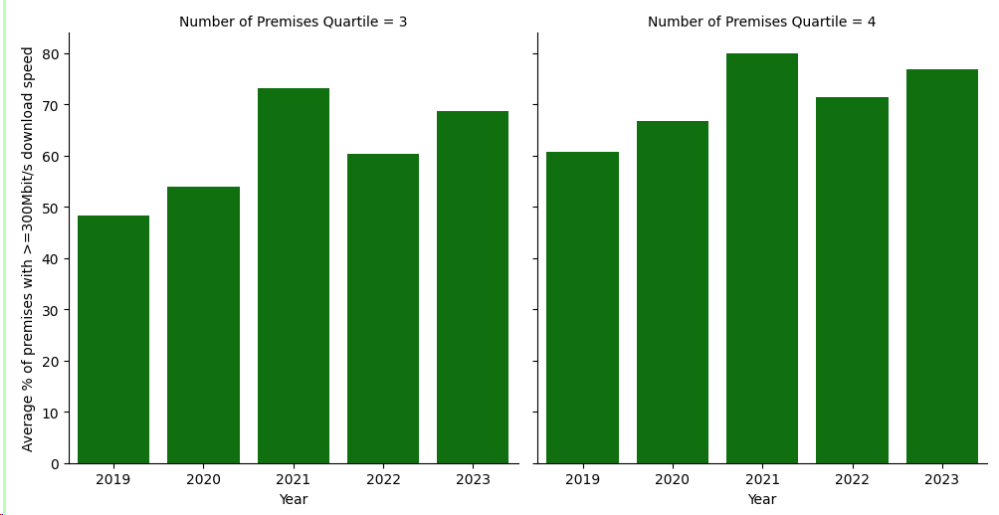 Number of Premises Quartile = 3
Number of Premises Quartile = 4
Average % of premises with >=300Mbit/s download speed
80
70
60
50
40
30
20
10
0
2019 2020 2021 2022 2023
2019 2020 2021 2022 2023
Year
Year